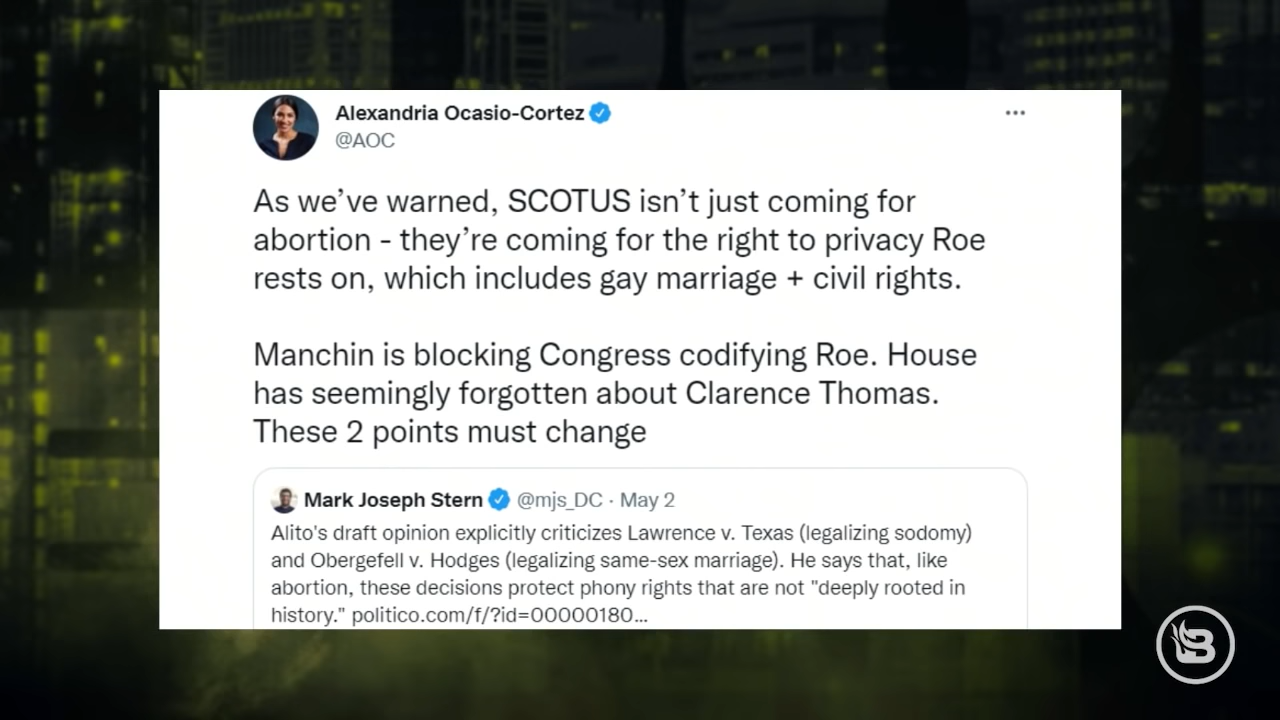 Alexandria Ocasio-Cortez
@AOC
As we’ve warned, SCOTUS isn’t just coming for
abortion - they’re coming for the right to privacy Roe
rests on, which includes gay marriage + civil rights.
Manchin is blocking Congress codifying Roe. House
has seemingly forgotten about Clarence Thomas.
These 2 points must change
Mark Joseph Stern @mjs_DC · May 2
Alito's draft opinion explicitly criticizes Lawrence v. Texas (legalizing sodomy)
and Obergefell v. Hodges (legalizing same-sex marriage). He says that, like
abortion, these decisions protect phony rights that are not "deeply rooted in
history." politico.com/f/?id=00000180...
B